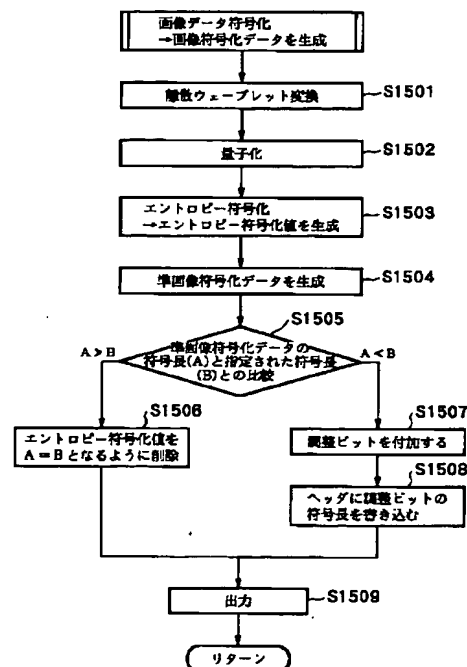 画像データ符号化
→画像符号化データを生成
離散ウェーブレット変換
S1501
量子化
S1502
エントロピー符号化
→エントロピー符号化値を生成
S1503
準画像符号化データを生成
S1504
S1505
準画像符号化データの
符号長(A)と指定された符号長
(B)との比較
A>B
A<B
S1506
エントロピー符号化値を
A=Bとなるように削除
S1507
調整ビットを付加する
S1508
ヘッダに調整ビットの
符号長を書き込む
出力
S1509
リターン